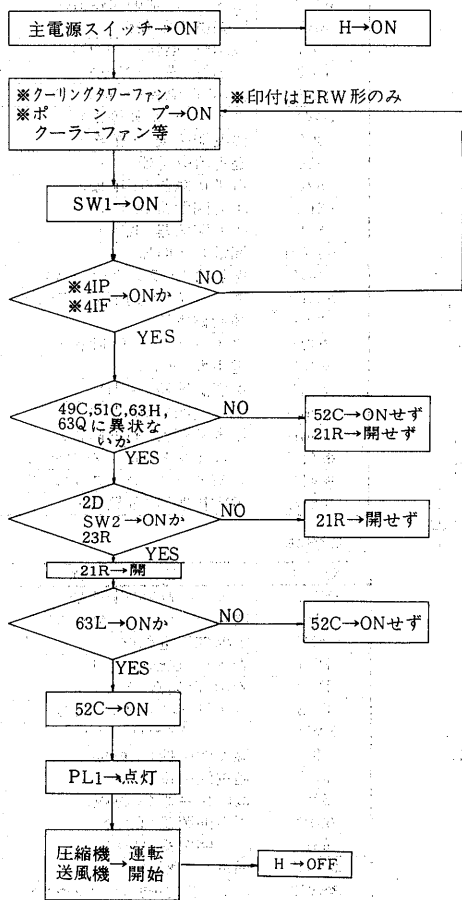 主電源スイッチ→ON
H→ON
※クーリングタワーファン
※ポンプ→ON
クーラーファン等
※印付はERW形のみ
SW1→ON
※4IP
※4IF→ONか
NO
YES
49C,51C,63H,
63Qに異状な
いか
NO
52C→ONせず
21R→開せず
YES
2D
SW2→ONか
23R
NO
21R→開せず
YES
21R→開
63L→ONか
NO
52C→ONせず
YES
52C→ON
PL1→点灯
圧縮機→運転
送風機 開始
H→OFF